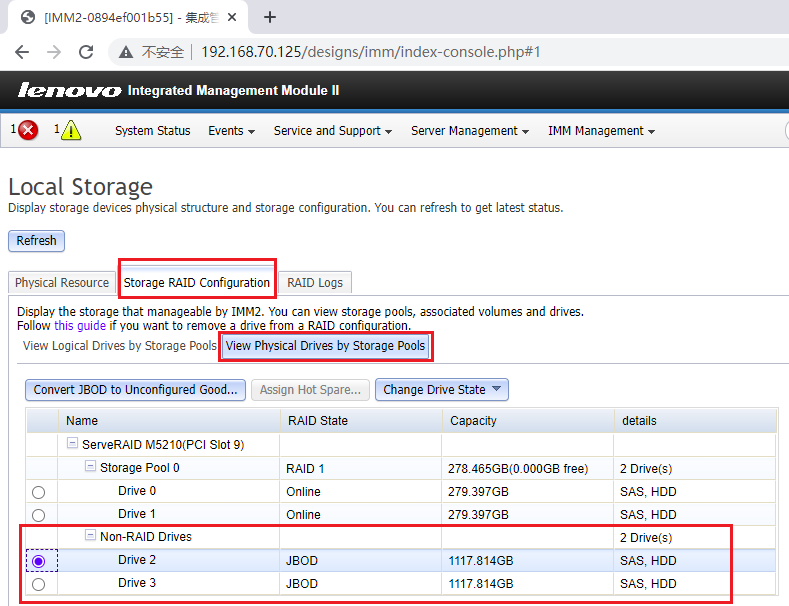 [IMM2-0894ef001b55] - 集成管
不安全 192.168.70.125/designs/imm/index-console.php#1
lenovo Integrated Management Module II
1 1 System Status Events Service and Support Server Management IMM Management
Local Storage
Display storage devices physical structure and storage configuration. You can refresh to get latest status.
Refresh
Physical Resource Storage RAID Configuration RAID Logs
Display the storage that manageable by IMM2. You can view storage pools, associated volumes and drives.
Follow this guide if you want to remove a drive from a RAID configuration.
View Logical Drives by Storage Pools View Physical Drives by Storage Pools
Convert JBOD to Unconfigured Good... Assign Hot Spare... Change Drive State
Name RAID State Capacity details
ServeRAID M5210(PCI Slot 9)
Storage Pool 0 RAID 1 278.465GB(0.000GB free) 2 Drive(s)
Drive 0 Online 279.397GB SAS, HDD
Drive 1 Online 279.397GB SAS, HDD
Non-RAID Drives 2 Drive(s)
Drive 2 JBOD 1117.814GB SAS, HDD
Drive 3 JBOD 1117.814GB SAS, HDD